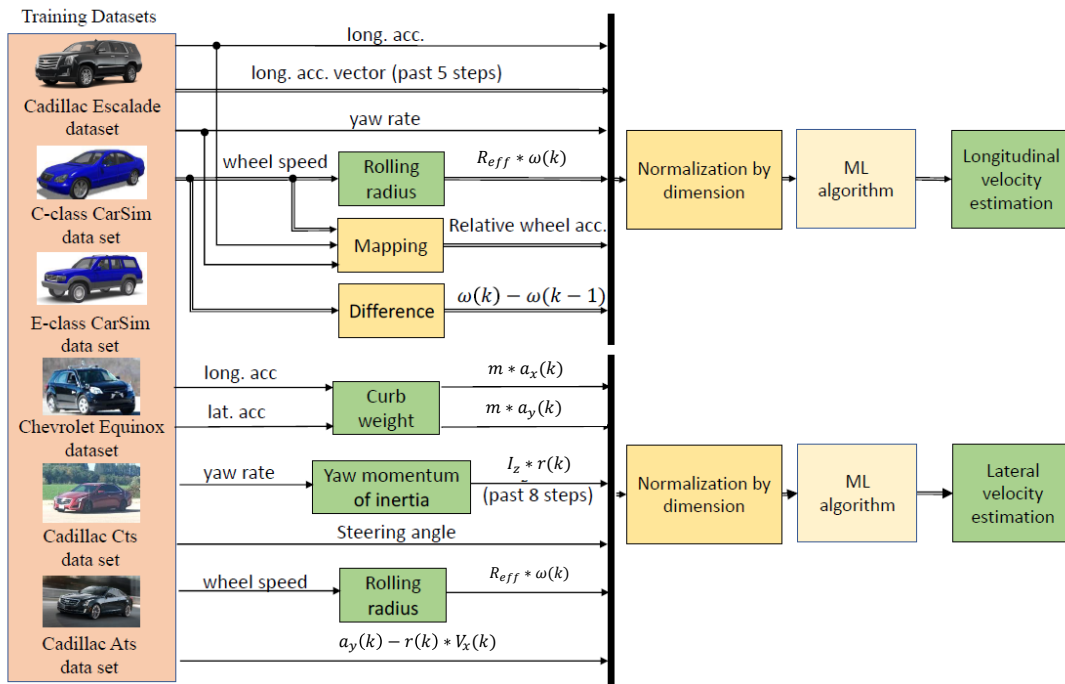 Training Datasets
Cadillac Escalade
dataset
C-class CarSim
data set
E-class CarSim
data set
Chevrolet Equinox
dataset
Cadillac Cts
data set
Cadillac Ats
data set
long. acc.
long. acc. vector (past 5 steps)
yaw rate
wheel speed
Rolling
radius
R_eff * ω(k)
Mapping
Relative wheel acc.
Difference
ω(k) − ω(k − 1)
Normalization by
dimension
ML
algorithm
Longitudinal
velocity
estimation
long. acc
lat. acc
Curb
weight
m * a_x(k)
m * a_y(k)
yaw rate
Yaw momentum
of inertia
I_z * r(k)
~
(past 8 steps)
Steering angle
wheel speed
Rolling
radius
R_eff * ω(k)
a_y(k) − r(k) * V_x(k)
Normalization by
dimension
ML
algorithm
Lateral
velocity
estimation